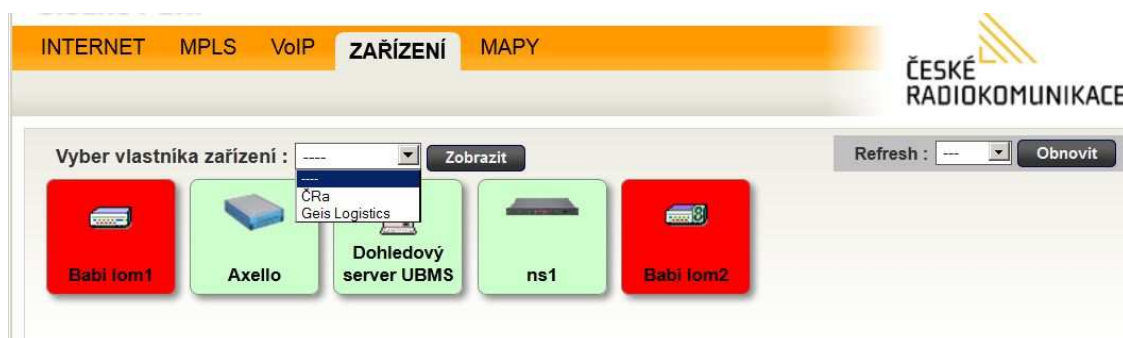 INTERNET MPLS VoIP ZAŘÍZENÍ MAPY
ČESKÉ
RADIOKOMUNIKACE
Vyber vlastníka zařízení : ---- Zobrazit
Refresh : --- Obnovit
----
ČRa
Geis Logistics
Babi lom1
Axello
Dohledový
server UBMS
ns1
Babi lom2